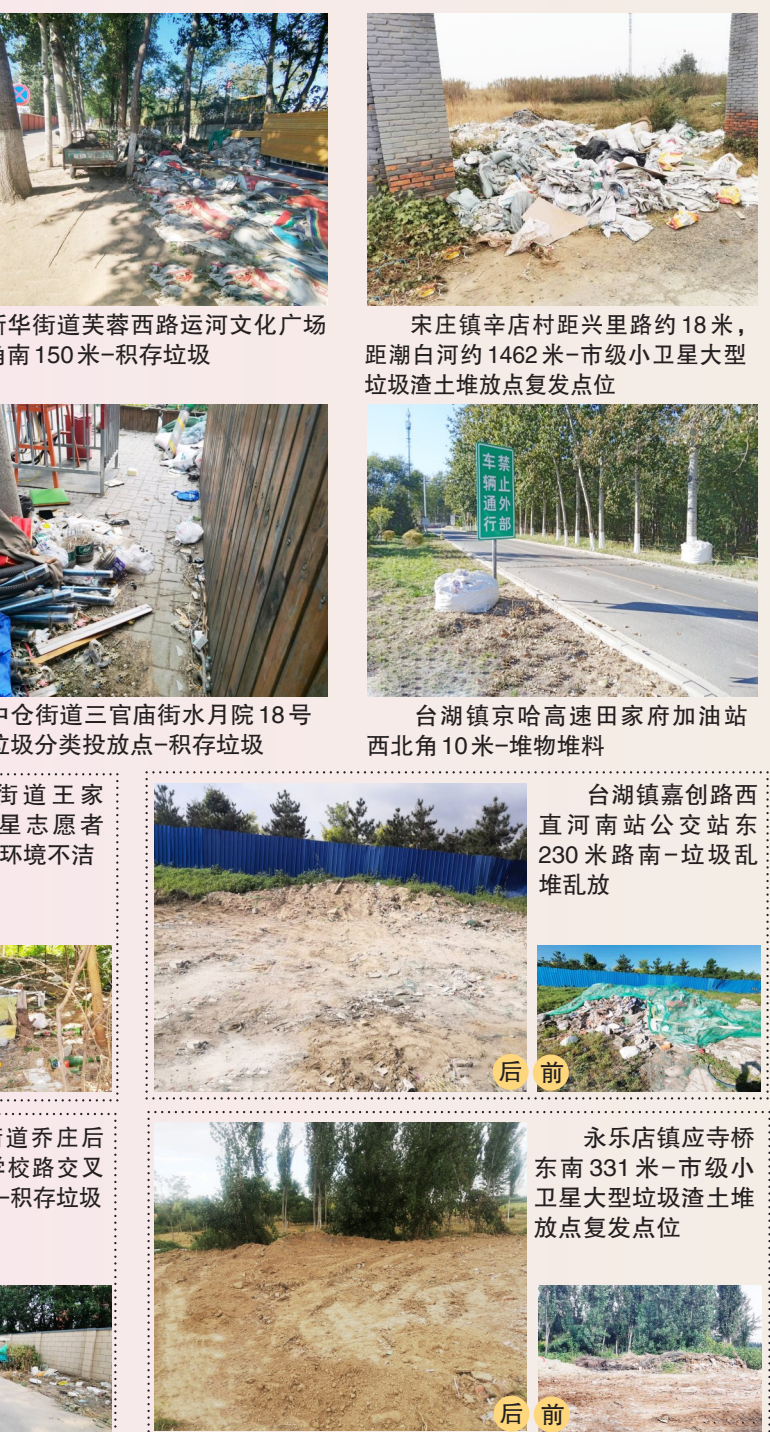 新华街道芙蓉西路运河文化广场
角南150米-积存垃圾
宋庄镇辛店村距兴里路约18米，
距潮白河约1462米-市级小卫星大型
垃圾渣土堆放点复发点位
禁止外部
车辆通行
中仓街道三官庙街水月院18号
垃圾分类投放点-积存垃圾
台湖镇京哈高速田家府加油站
西北角10米-堆物堆料
街道王家
星志愿者
环境不洁
台湖镇嘉创路西
直河南站公交站东
230米路南-垃圾乱
堆乱放
后 前
街道乔庄后
学校路交叉
-积存垃圾
永乐店镇应寺桥
东南331米-市级小
卫星大型垃圾渣土堆
放点复发点位
后 前